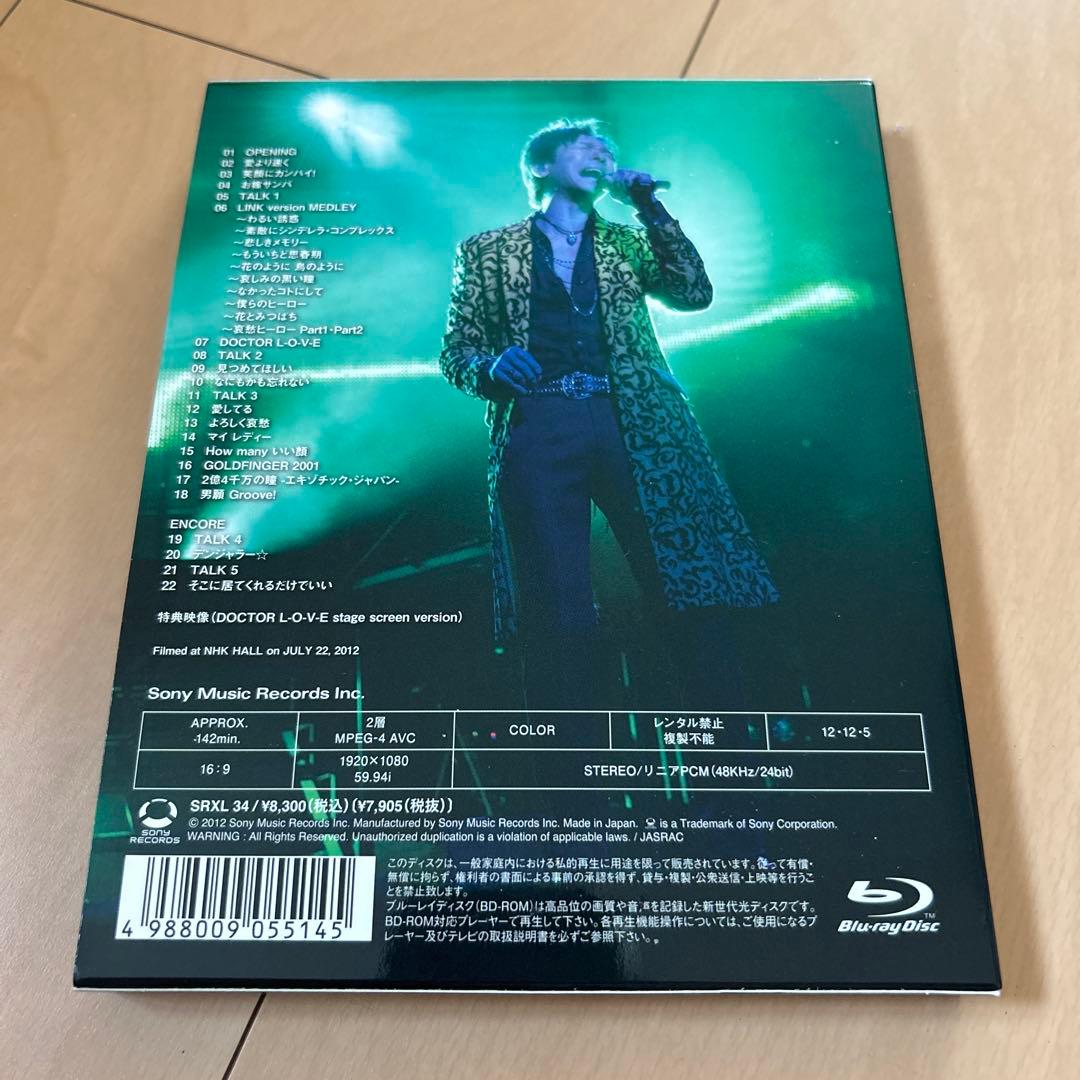 01 OPENING
02 愛より速く
03 笑顔にカンパイ!
04 お嫁サンバ
05 TALK 1
06 LINK version MEDLEY
～わるい誘惑
～素敵にシンデレラ・コンプレックス
～悲しきメモリー
～もういちど思春期
～花のように 鳥のように
～哀しみの黒い瞳
～なかったコトにして
～僕らのヒーロー
～花とみつばち
～哀愁ヒーロー Part1・Part2
07 DOCTOR L-O-V-E
08 TALK 2
09 見つめてほしい
10 なにもかも忘れない
11 TALK 3
12 愛してる
13 よろしく哀愁
14 マイ レディー
15 How many いい顔
16 GOLDFINGER 2001
17 2億4千万の瞳 -エキゾチック・ジャパン-
18 男願 Groove!
ENCORE
19 TALK 4
20 デンジャラー☆
21 TALK 5
22 そこに居てくれるだけでいい
特典映像(DOCTOR L-O-V-E stage screen version)
Filmed at NHK HALL on JULY 22, 2012
Sony Music Records Inc.
APPROX. 142min.
2層 MPEG-4 AVC
COLOR
レンタル禁止 複製不能
12・12・5
16:9
1920×1080 59.94i
STEREO/リニアPCM(48KHz/24bit)
SONY RECORDS
SRXL 34/¥8,300(税込)〔¥7,905(税抜)〕
© 2012 Sony Music Records Inc. Manufactured by Sony Music Records Inc. Made in Japan. is a Trademark of Sony Corporation.
WARNING : All Rights Reserved. Unauthorized duplication is a violation of applicable laws. / JASRAC
4 988009 055145
このディスクは、一般家庭内における私的再生に用途を限って販売されています。従って有償・
無償に拘らず、権利者の書面による事前の承認を得ず、貸与・複製・公衆送信・上映等を行うこ
とを禁止致します。
ブルーレイディスク(BD-ROM)は高品位の画質や音声を記録した新世代光ディスクです。
BD-ROM対応プレーヤーで再生して下さい。各再生機能操作については、ご使用になるプ
レーヤー及びテレビの取扱説明書を必ずご参照下さい。
Blu-ray Disc TM